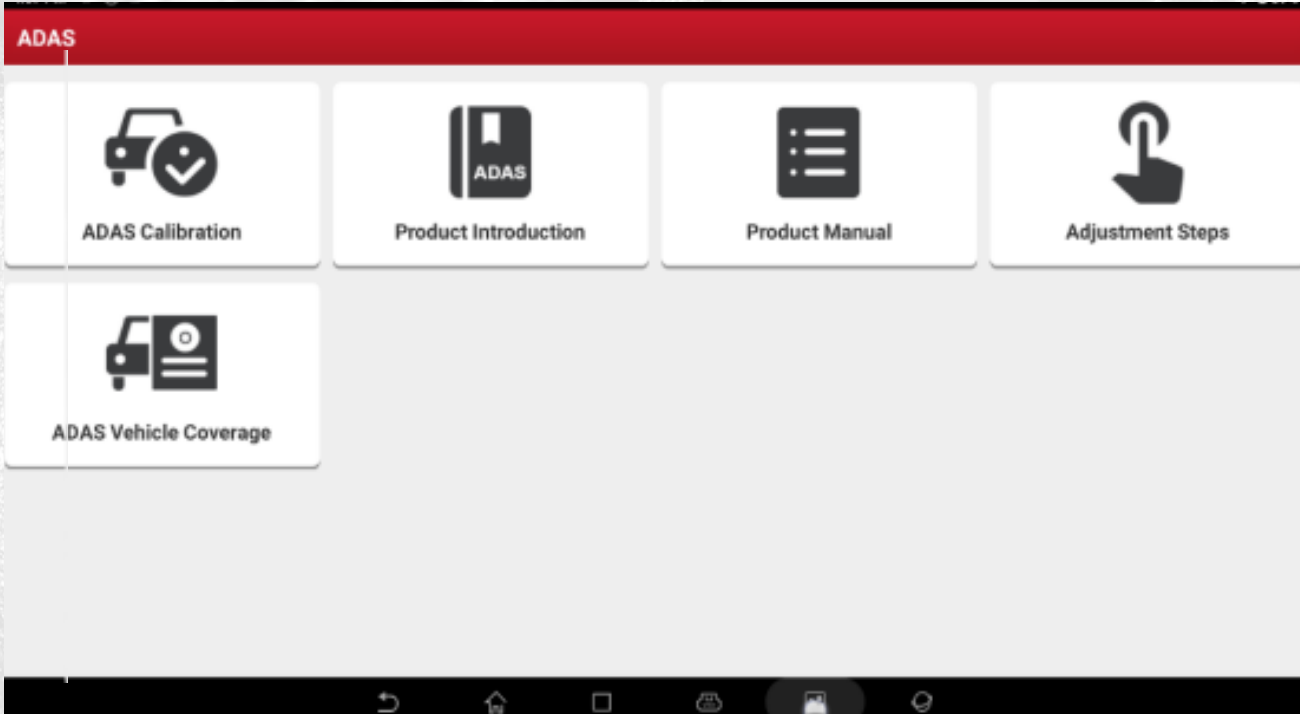 ADAS
ADAS Calibration
ADAS
Product Introduction
Product Manual
Adjustment Steps
ADAS Vehicle Coverage